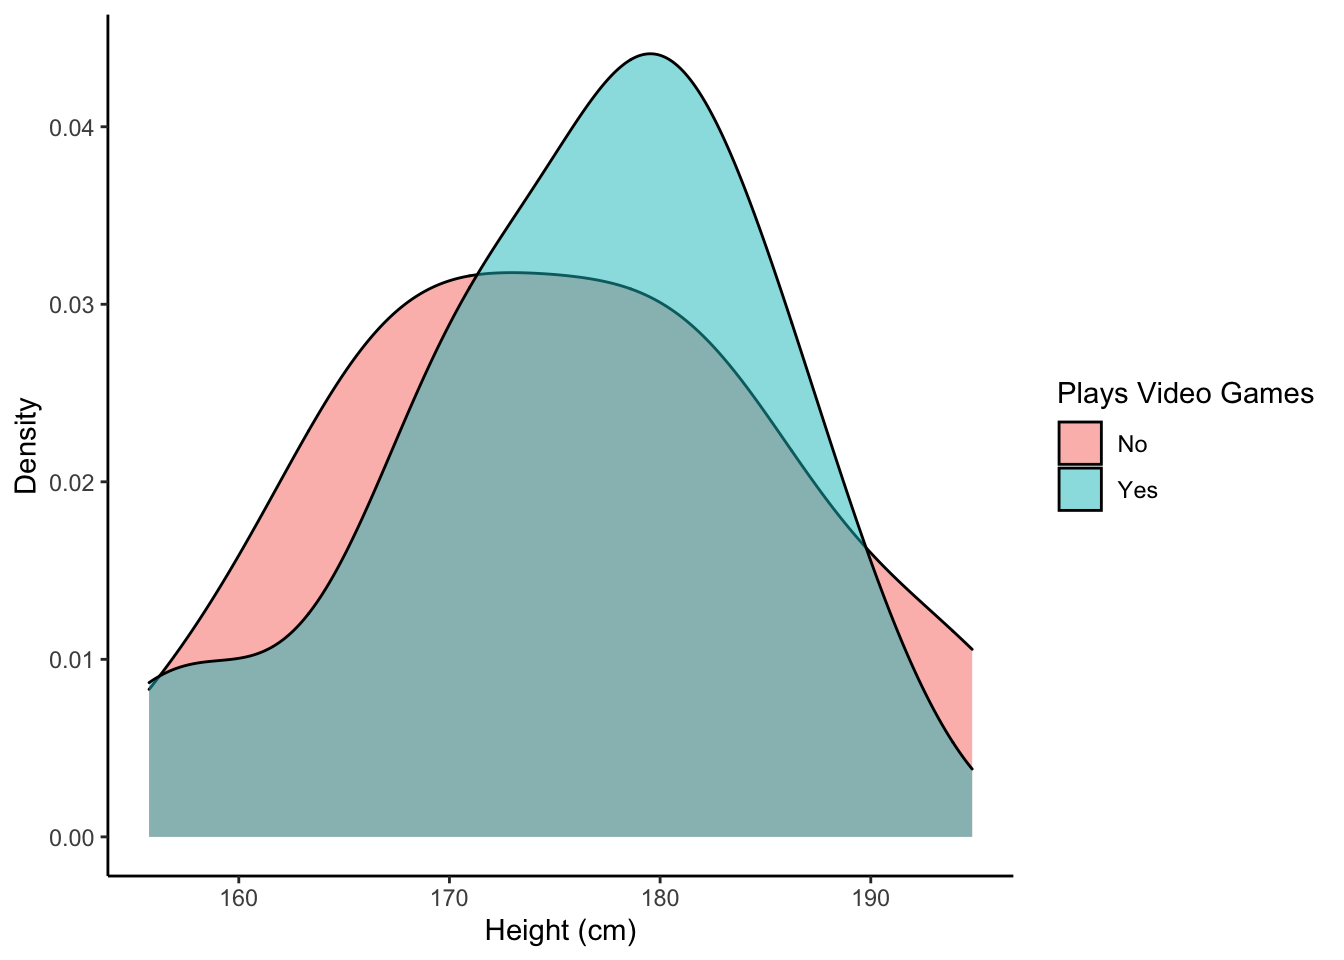 0.04
0.03
0.02
0.01
0.00
Density
160 170 180 190
Height (cm)
Plays Video Games
No
Yes